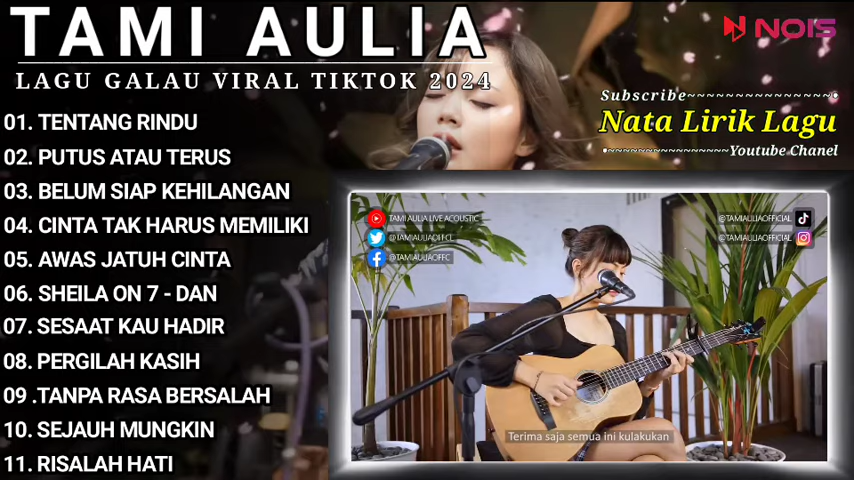 TAMI AULIA
LAGU GALAU VIRAL TIKTOK 2024
NOIS
Subscribe~~~~~~~~~~~~~~~
Nata Lirik Lagu
~~~~~~~~~~~~~~~Youtube Chanel
01. TENTANG RINDU
02. PUTUS ATAU TERUS
03. BELUM SIAP KEHILANGAN
04. CINTA TAK HARUS MEMILIKI
05. AWAS JATUH CINTA
06. SHEILA ON 7 - DAN
07. SESAAT KAU HADIR
08. PERGILAH KASIH
09 .TANPA RASA BERSALAH
10. SEJAUH MUNGKIN
11. RISALAH HATI
TAMI AULIA LIVE ACOUSTIC
@TAMIAULIAOFFCL
@TAMIAULIAOFFC
@TAMIAULIAOFFICIAL
@TAMIAULIAOFFICIAL
Terima saja semua ini kulakukan